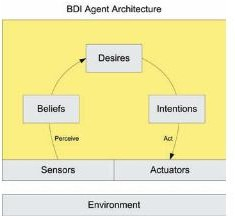 BDI Agent Architecture
Desires
Beliefs
Intentions
Perceive
Act
Sensors
Actuators
Environment